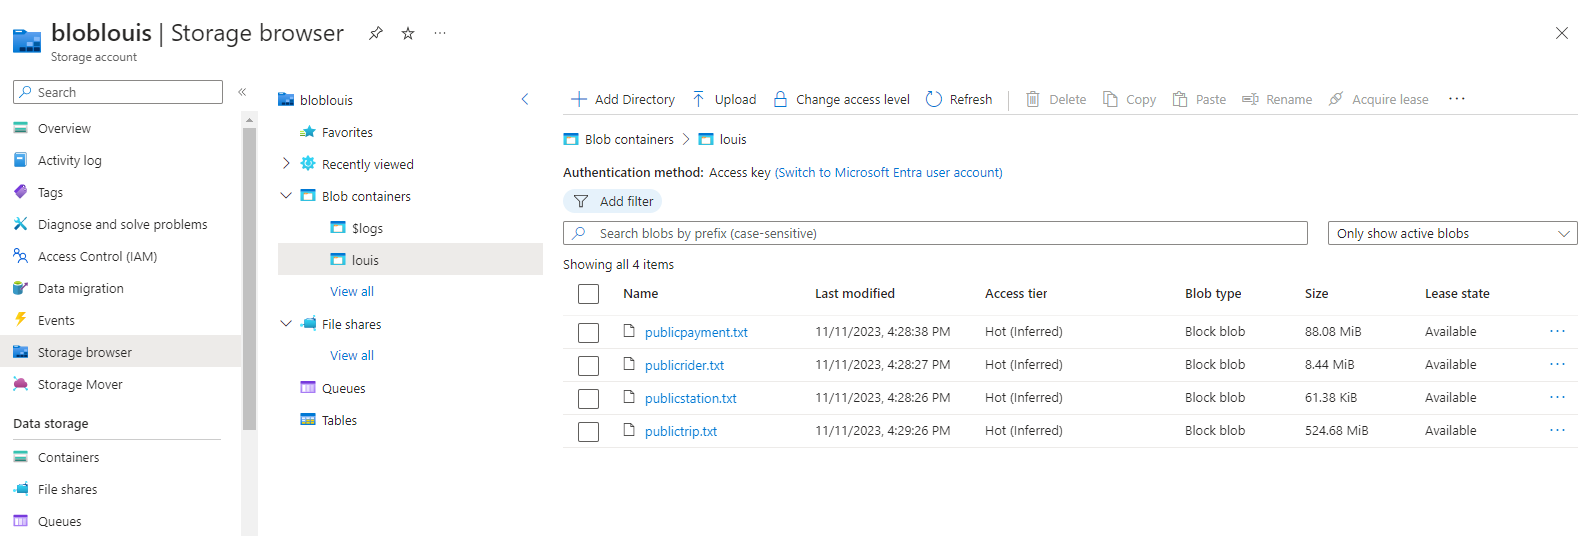 bloblouis | Storage browser
Storage account
Search
Overview
Activity log
Tags
Diagnose and solve problems
Access Control (IAM)
Data migration
Events
Storage browser
Storage Mover
Data storage
Containers
File shares
Queues
bloblouis
Favorites
Recently viewed
Blob containers
$logs
louis
View all
File shares
View all
Queues
Tables
Add Directory Upload Change access level Refresh Delete Copy Paste Rename Acquire lease
Blob containers > louis
Authentication method: Access key (Switch to Microsoft Entra user account)
Add filter
Search blobs by prefix (case-sensitive) Only show active blobs
Showing all 4 items
Name Last modified Access tier Blob type Size Lease state
publicpayment.txt 11/11/2023, 4:28:38 PM Hot (Inferred) Block blob 88.08 MiB Available
publicrider.txt 11/11/2023, 4:28:27 PM Hot (Inferred) Block blob 8.44 MiB Available
publicstation.txt 11/11/2023, 4:28:26 PM Hot (Inferred) Block blob 61.38 KiB Available
publictrip.txt 11/11/2023, 4:29:26 PM Hot (Inferred) Block blob 524.68 MiB Available